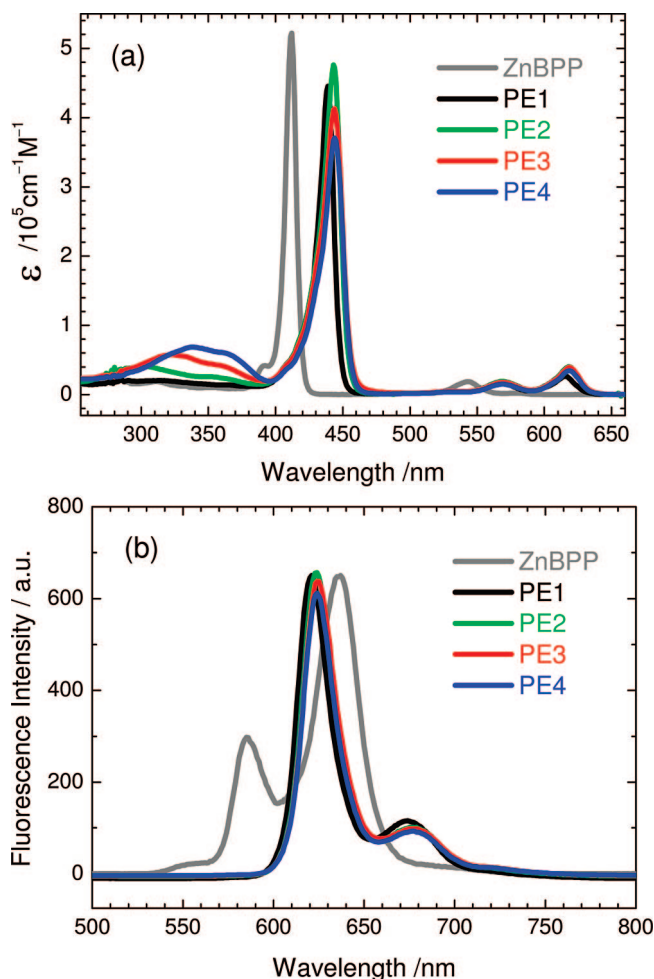 (a)
ZnBPP
PE1
PE2
PE3
PE4
5
4
3
2
1
0
ε /10⁵cm⁻¹M⁻¹
300 350 400 450 500 550 600 650
Wavelength /nm
(b)
ZnBPP
PE1
PE2
PE3
PE4
800
600
400
200
0
Fluorescence Intensity / a.u.
500 550 600 650 700 750 800
Wavelength /nm